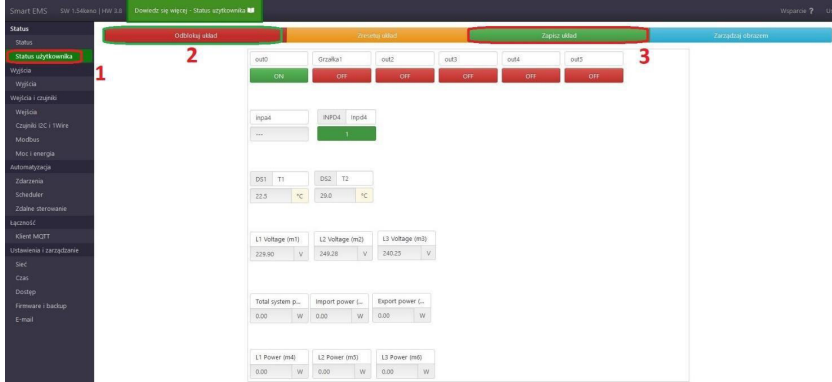 Smart EMS SW 1.54kanso | HW 3.8 Dowiedz się więcej - Status użytkownika Wsparcie ?
Status
Status
Status użytkownika
Wyjścia
Wyjścia
Wejścia i czujniki
Wejścia
Czujniki I2C i 1Wire
Modbus
Moc i energia
Automatyzacja
Zdarzenia
Scheduler
Zdalne sterowanie
Łączność
Klient MQTT
Ustawienia i zarządzanie
Sieć
Czas
Dostęp
Firmware i backup
E-mail
1
Odblokuj układ Zresetuj układ Zapisz układ Zarządzaj obrazem
2 3
out0 Grzałka1 out2 out3 out4 out5
ON OFF OFF OFF OFF OFF
inpa4 INPD4 inpd4
--- 1
DS1 T1 DS2 T2
22.5 °C 29.0 °C
L1 Voltage (m1) L2 Voltage (m2) L3 Voltage (m3)
229.90 V 249.28 V 240.25 V
Total system p... Import power (... Export power (...
0.00 W 0.00 W 0.00 W
L1 Power (m4) L2 Power (m5) L3 Power (m6)
0.00 W 0.00 W 0.00 W